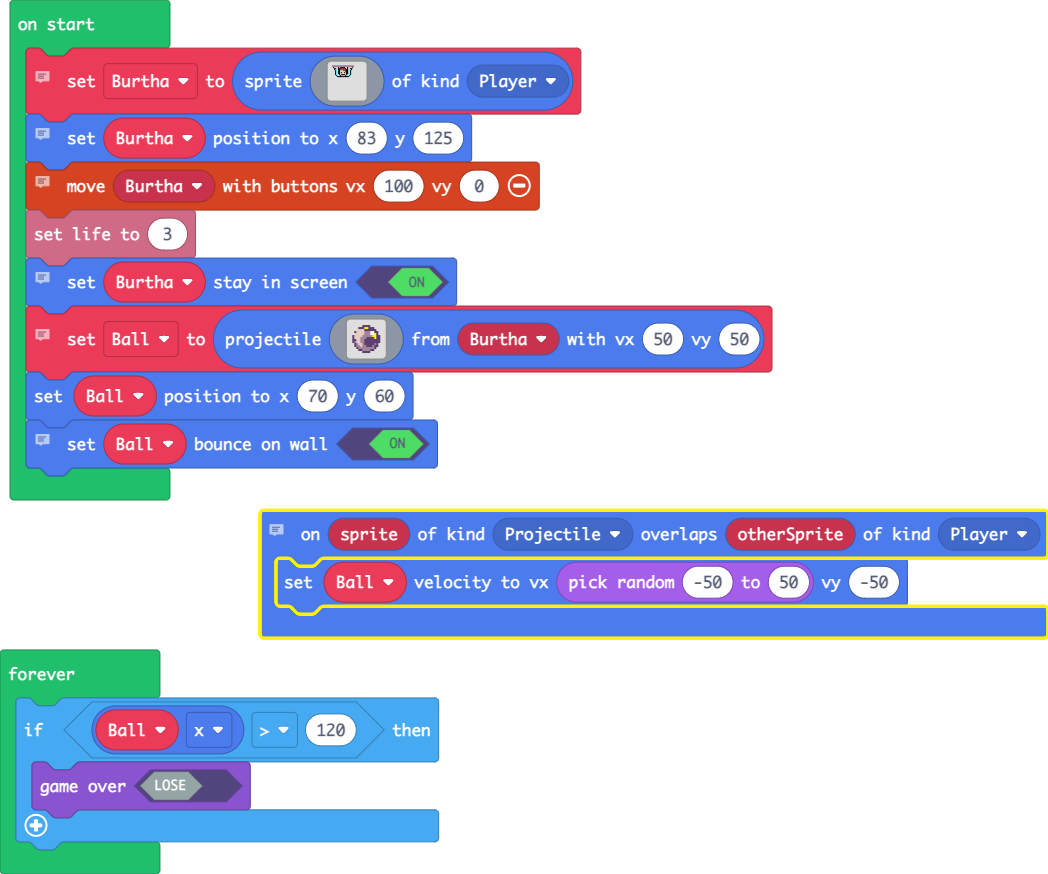 on start
set Burtha to sprite of kind Player
set Burtha position to x 83 y 125
move Burtha with buttons vx 100 vy 0
set life to 3
set Burtha stay in screen ON
set Ball to projectile from Burtha with vx 50 vy 50
set Ball position to x 70 y 60
set Ball bounce on wall ON
on sprite of kind Projectile overlaps otherSprite of kind Player
set Ball velocity to vx pick random -50 to 50 vy -50
forever
if Ball x > 120 then
game over LOSE